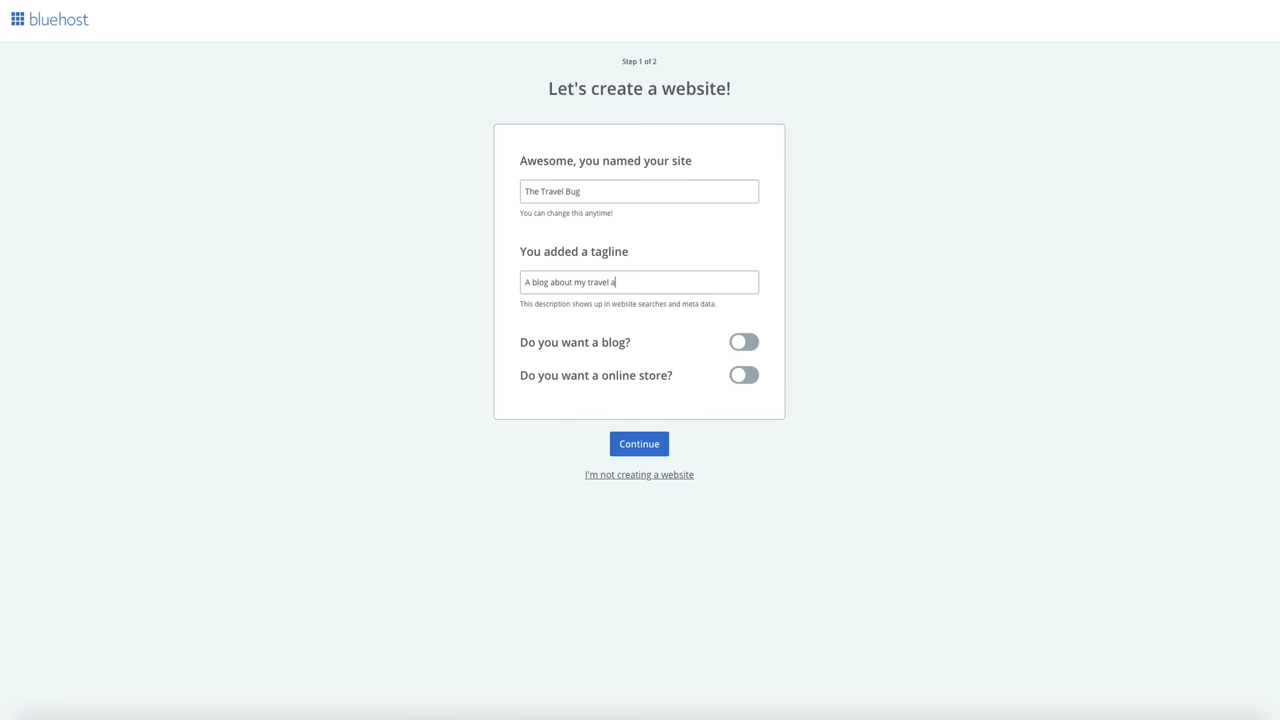 bluehost
Step 1 of 2
Let's create a website!
Awesome, you named your site
The Travel Bug
You can change this anytime!
You added a tagline
A blog about my travel a
This description shows up in website searches and meta data.
Do you want a blog?
Do you want a online store?
Continue
I'm not creating a website